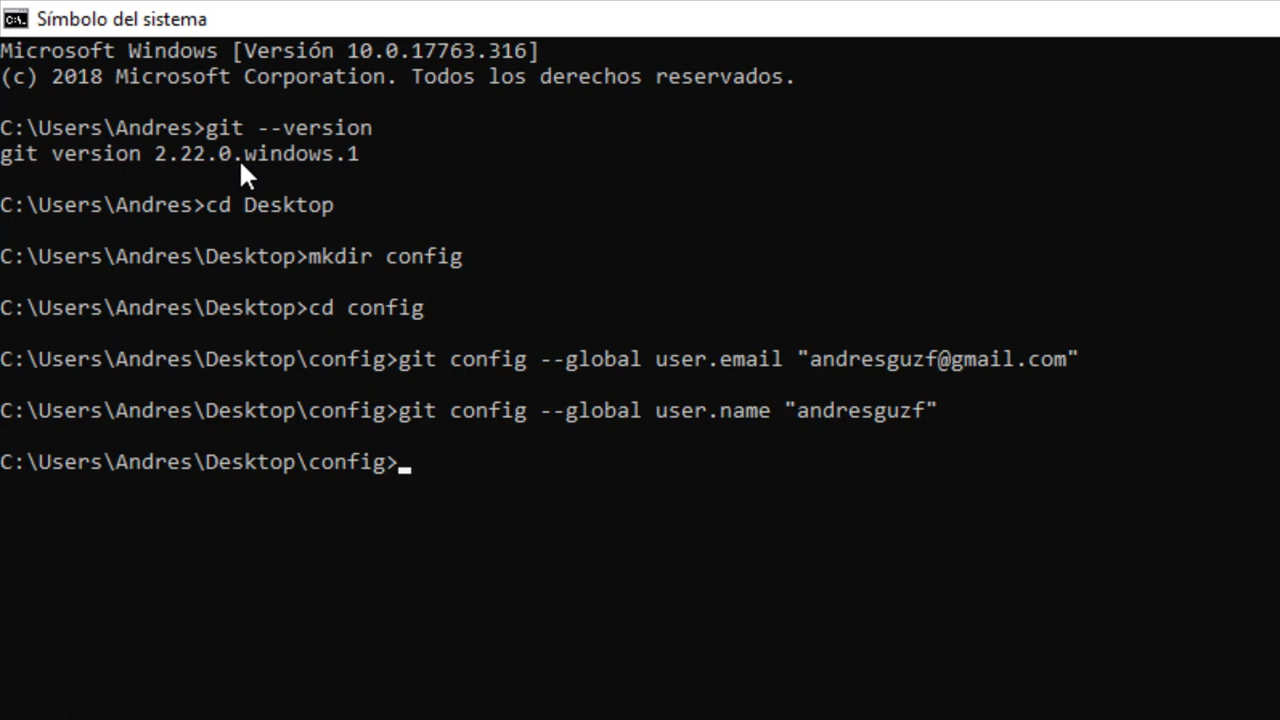 Símbolo del sistema
Microsoft Windows [Versión 10.0.17763.316]
(c) 2018 Microsoft Corporation. Todos los derechos reservados.
C:\Users\Andres>git --version
git version 2.22.0.windows.1
C:\Users\Andres>cd Desktop
C:\Users\Andres\Desktop>mkdir config
C:\Users\Andres\Desktop>cd config
C:\Users\Andres\Desktop\config>git config --global user.email "andresguzf@gmail.com"
C:\Users\Andres\Desktop\config>git config --global user.name "andresguzf"
C:\Users\Andres\Desktop\config>